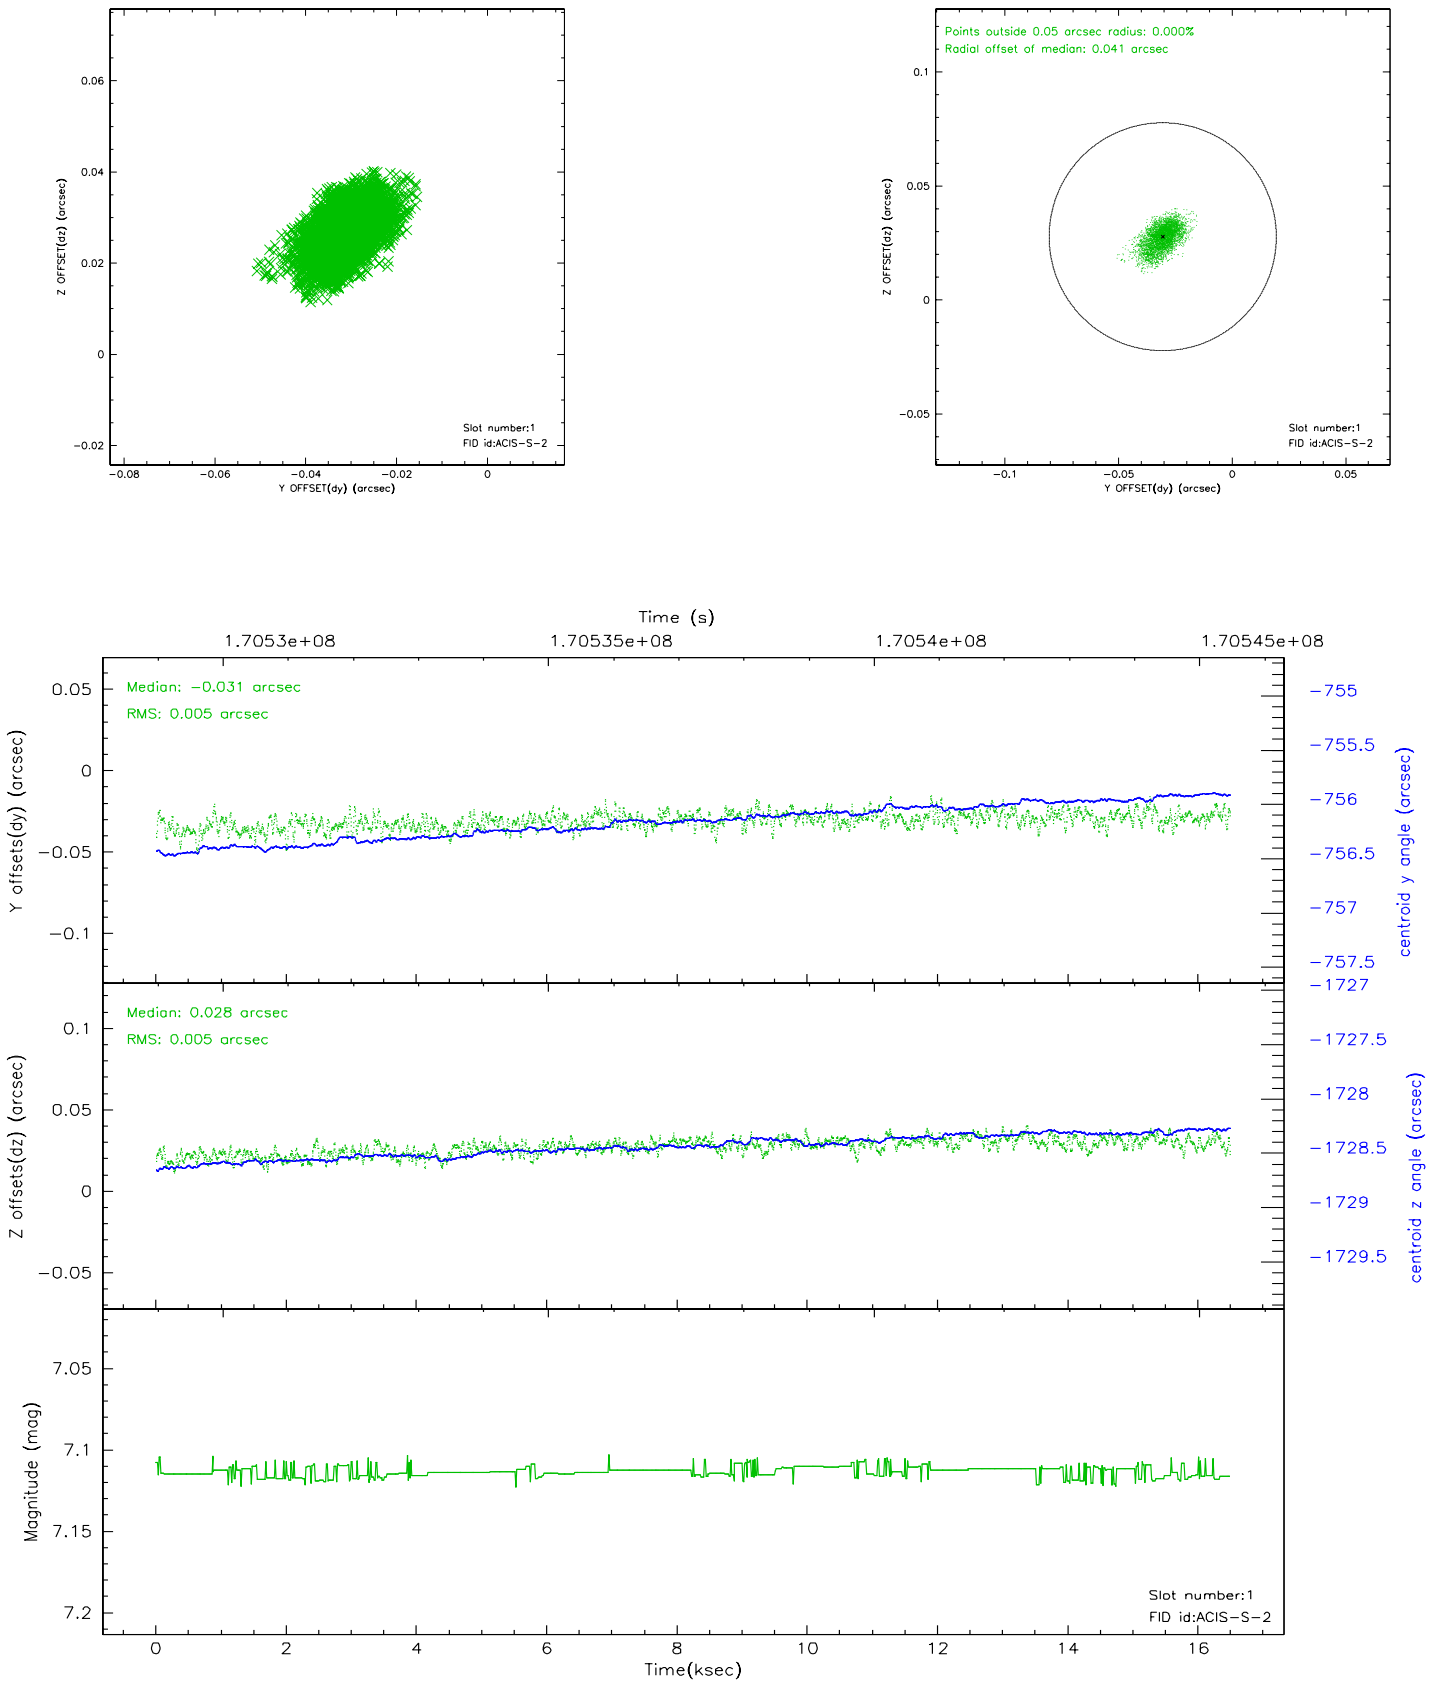 0.06
0.04
0.02
0
−0.02
Z OFFSET(dz) (arcsec)
Slot number:1
FID id:ACIS−S−2
−0.08 −0.06 −0.04 −0.02 0
Y OFFSET(dy) (arcsec)
Points outside 0.05 arcsec radius: 0.000%
Radial offset of median: 0.041 arcsec
0.1
0.05
0
−0.05
Z OFFSET(dz) (arcsec)
Slot number:1
FID id:ACIS−S−2
−0.1 −0.05 0 0.05
Y OFFSET(dy) (arcsec)
Time (s)
1.7053e+08 1.70535e+08 1.7054e+08 1.70545e+08
Median: −0.031 arcsec
RMS: 0.005 arcsec
0.05
0
−0.05
−0.1
Y offsets(dy) (arcsec)
−755
−755.5
−756
−756.5
−757
−757.5
centroid y angle (arcsec)
Median: 0.028 arcsec
RMS: 0.005 arcsec
0.1
0.05
0
−0.05
Z offsets(dz) (arcsec)
−1727
−1727.5
−1728
−1728.5
−1729
−1729.5
centroid z angle (arcsec)
7.05
7.1
7.15
7.2
Magnitude (mag)
Slot number:1
FID id:ACIS−S−2
0 2 4 6 8 10 12 14 16
Time(ksec)